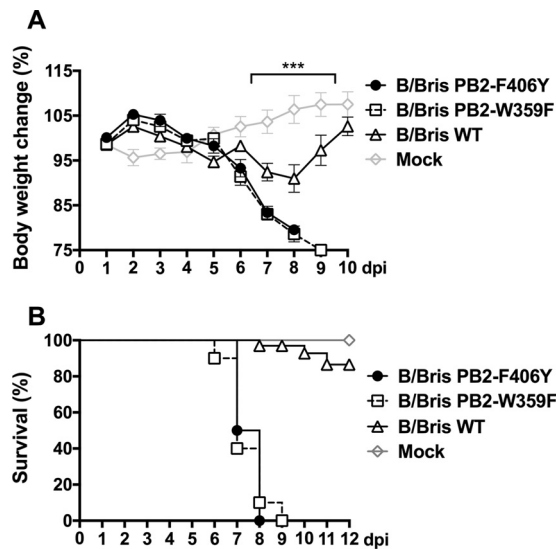 A
Body weight change (%)
115
105
95
85
75
***
0 1 2 3 4 5 6 7 8 9 10 dpi
B/Bris PB2-F406Y
B/Bris PB2-W359F
B/Bris WT
Mock
B
Survival (%)
100
80
60
40
20
0
0 1 2 3 4 5 6 7 8 9 10 11 12 dpi
B/Bris PB2-F406Y
B/Bris PB2-W359F
B/Bris WT
Mock